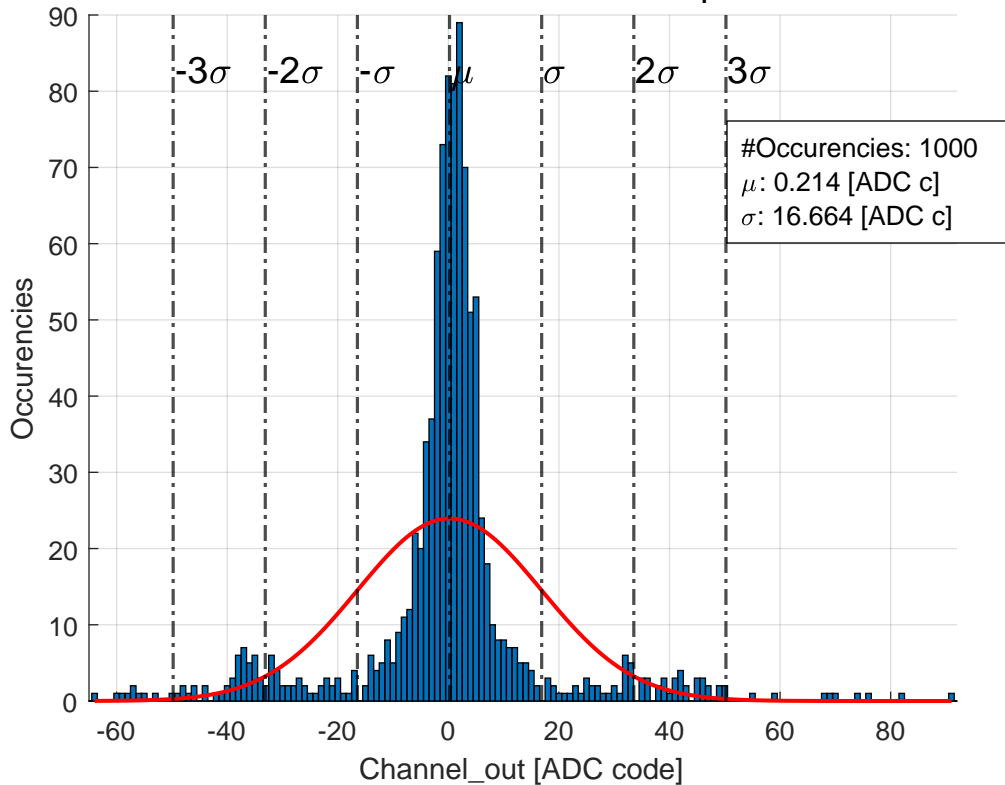 90
80
70
60
50
40
30
20
10
0
Occurencies
-3σ -2σ -σ μ σ 2σ 3σ
#Occurencies: 1000
μ: 0.214 [ADC c]
σ: 16.664 [ADC c]
-60 -40 -20 0 20 40 60 80
Channel_out [ADC code]